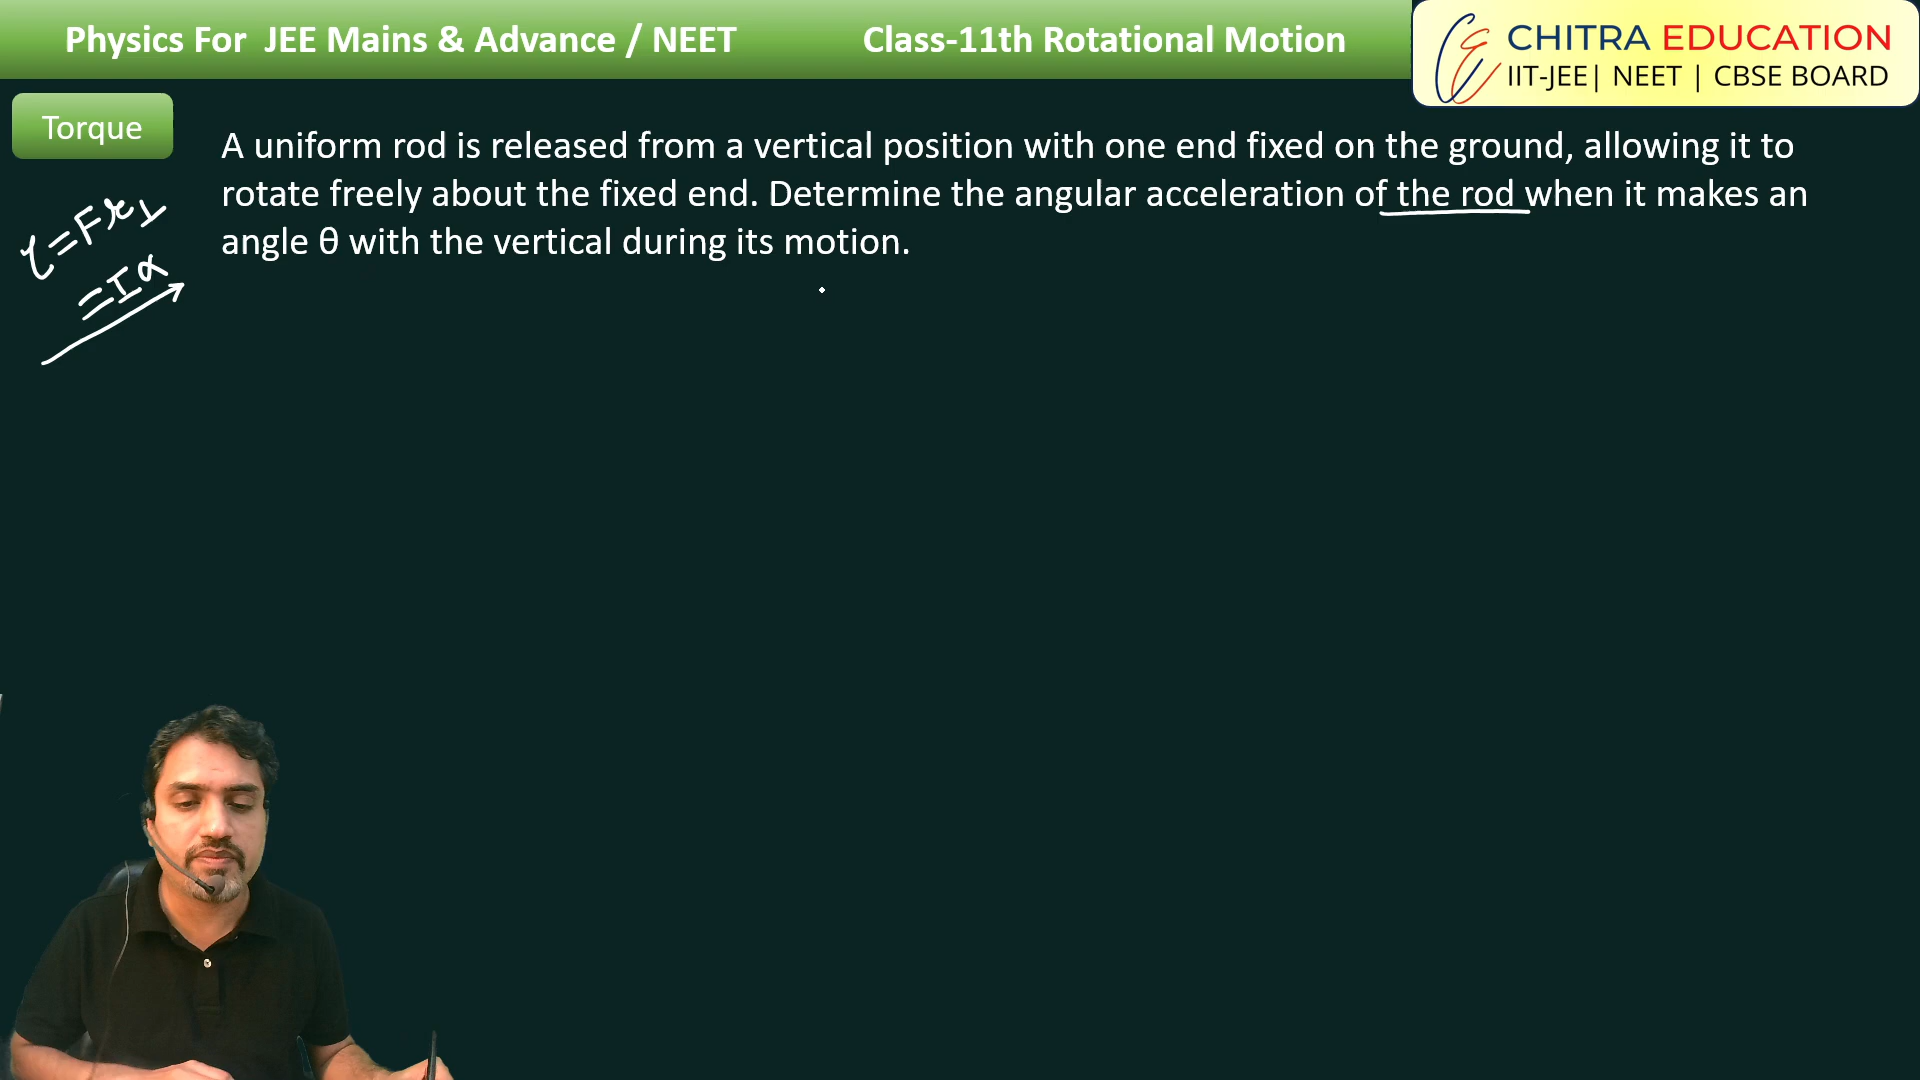 Physics For JEE Mains & Advance / NEET Class-11th Rotational Motion
CHITRA EDUCATION
IIT-JEE| NEET | CBSE BOARD
Torque
A uniform rod is released from a vertical position with one end fixed on the ground, allowing it to
rotate freely about the fixed end. Determine the angular acceleration of the rod when it makes an
angle θ with the vertical during its motion.
τ=Fr⊥
=Iα